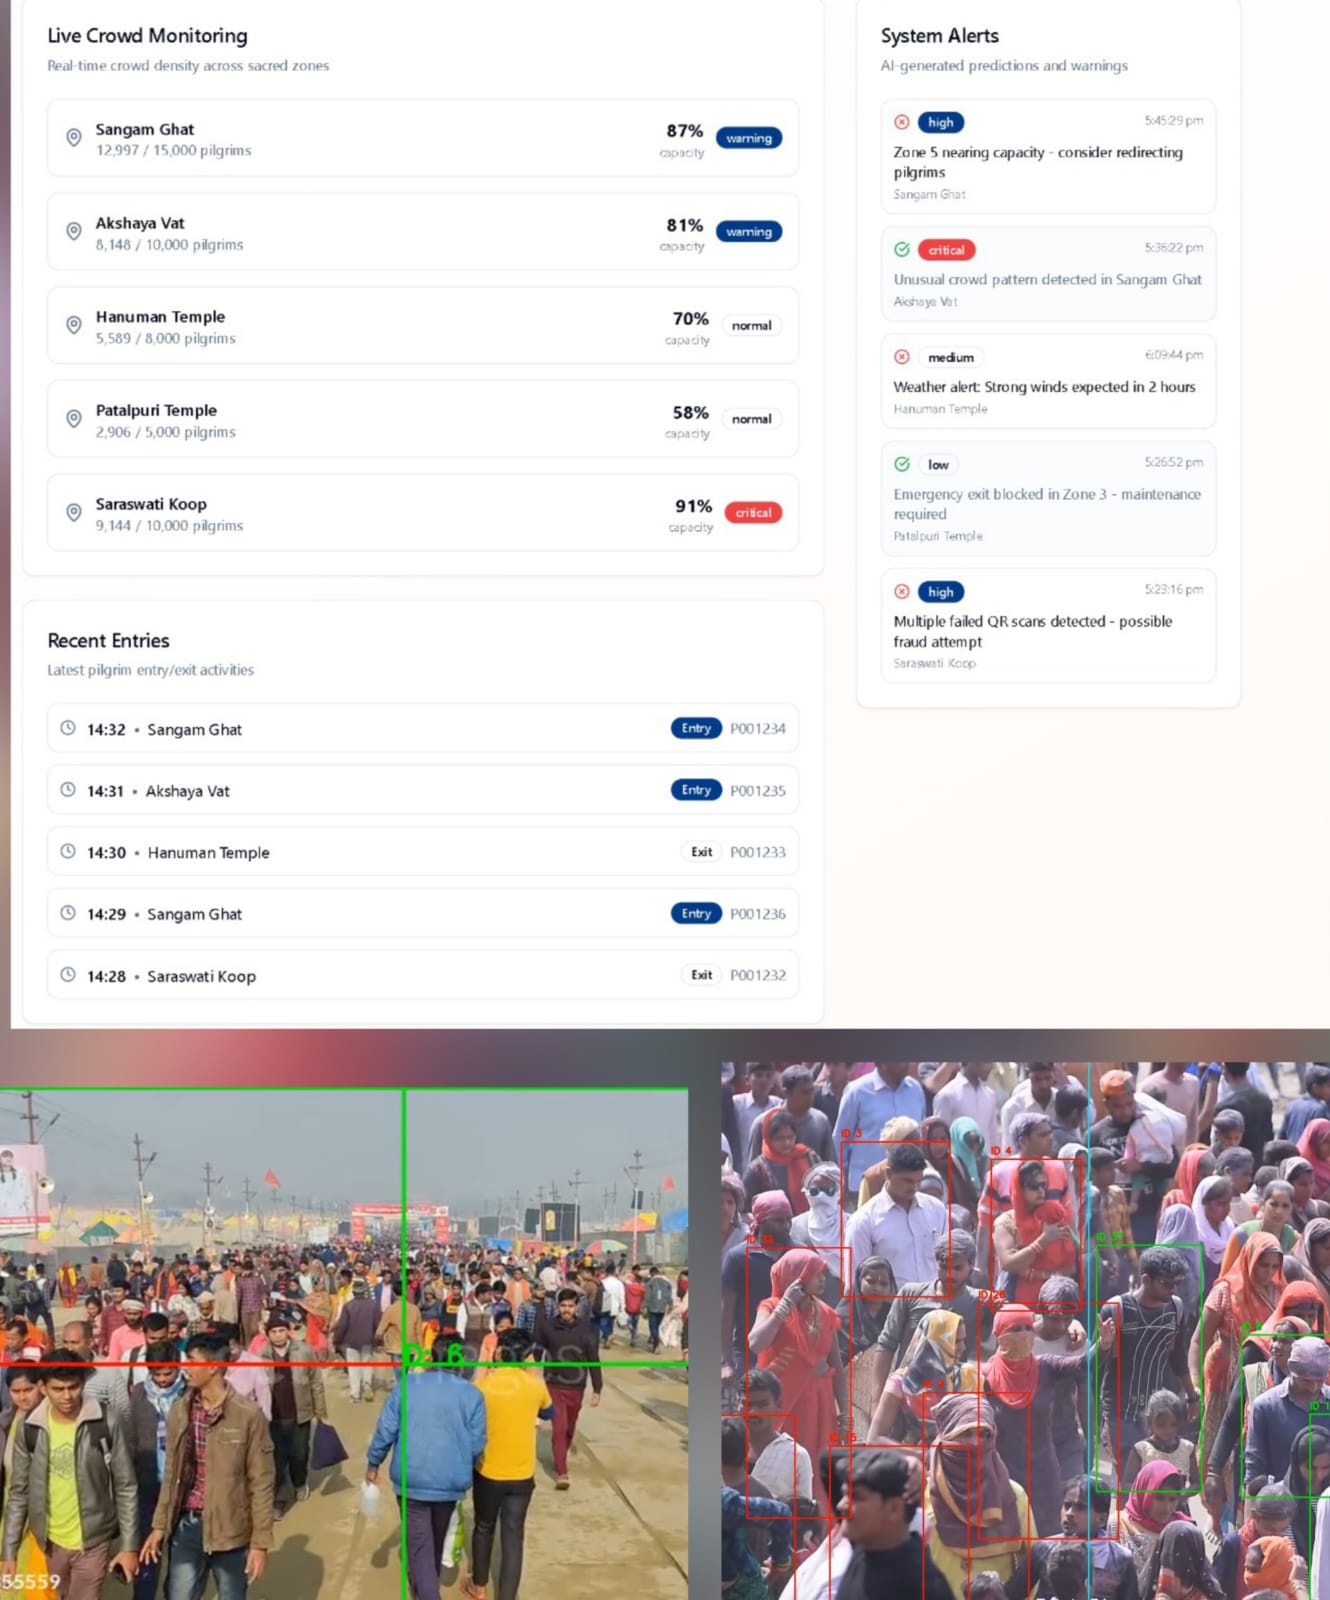 Live Crowd Monitoring
Real-time crowd density across sacred zones
Sangam Ghat
12,997 / 15,000 pilgrims
87%
capacity
warning
Akshaya Vat
8,148 / 10,000 pilgrims
81%
capacity
warning
Hanuman Temple
5,589 / 8,000 pilgrims
70%
capacity
normal
Patalpuri Temple
2,906 / 5,000 pilgrims
58%
capacity
normal
Saraswati Koop
9,144 / 10,000 pilgrims
91%
capacity
critical
Recent Entries
Latest pilgrim entry/exit activities
14:32 • Sangam Ghat
Entry P001234
14:31 • Akshaya Vat
Entry P001235
14:30 • Hanuman Temple
Exit P001233
14:29 • Sangam Ghat
Entry P001236
14:28 • Saraswati Koop
Exit P001232
System Alerts
AI-generated predictions and warnings
high
5:45:29 pm
Zone 5 nearing capacity - consider redirecting
pilgrims
Sangam Ghat
critical
5:36:22 pm
Unusual crowd pattern detected in Sangam Ghat
Akshaya Vat
medium
6:09:44 pm
Weather alert: Strong winds expected in 2 hours
Hanuman Temple
low
5:26:52 pm
Emergency exit blocked in Zone 3 - maintenance
required
Patalpuri Temple
high
5:23:16 pm
Multiple failed QR scans detected - possible
fraud attempt
Saraswati Koop
55559
ID 3
ID 4